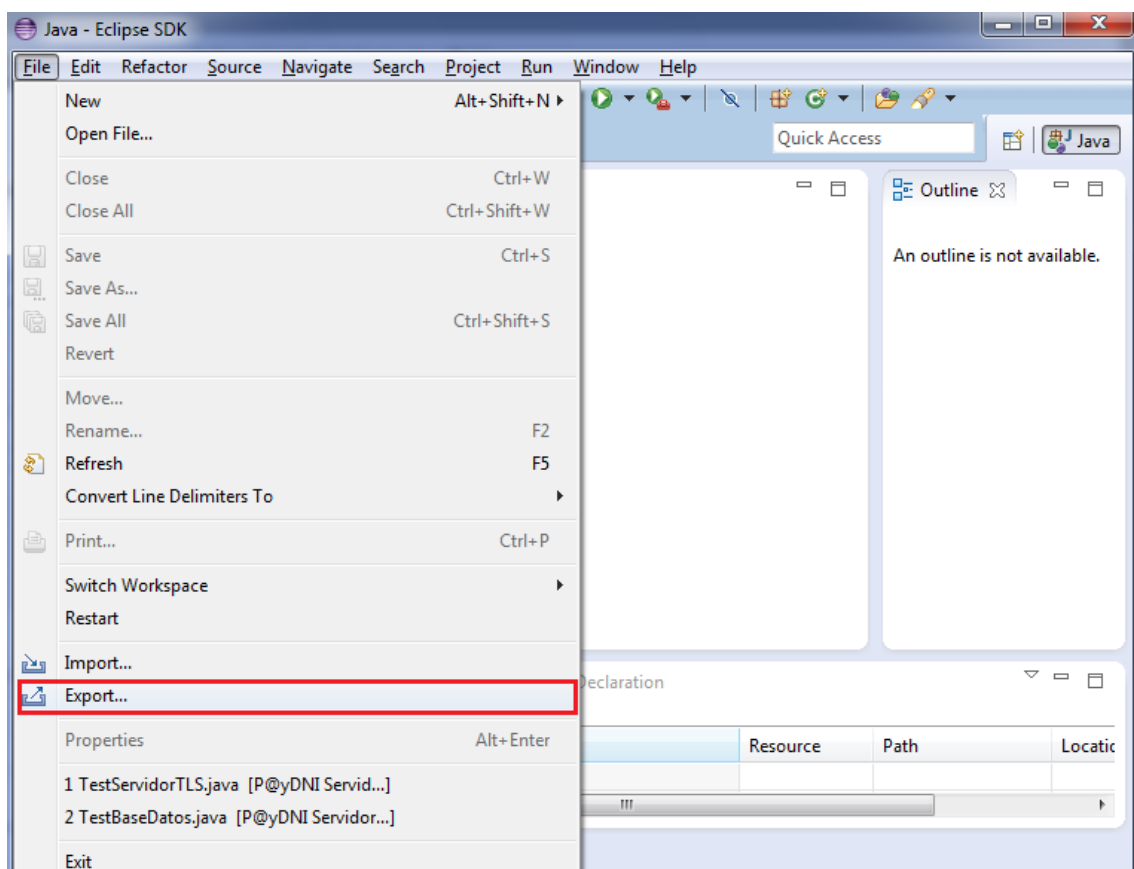 Java - Eclipse SDK
File Edit Refactor Source Navigate Search Project Run Window Help
New Alt+Shift+N
Open File...
Quick Access
Java
Close Ctrl+W
Close All Ctrl+Shift+W
Outline
Save Ctrl+S
An outline is not available.
Save As...
Save All Ctrl+Shift+S
Revert
Move...
Rename... F2
Refresh F5
Convert Line Delimiters To
Print... Ctrl+P
Switch Workspace
Restart
Import...
Export...
Declaration
Properties Alt+Enter
Resource Path Locatio
1 TestServidorTLS.java [P@yDNI Servid...]
2 TestBaseDatos.java [P@yDNI Servidor...]
Exit